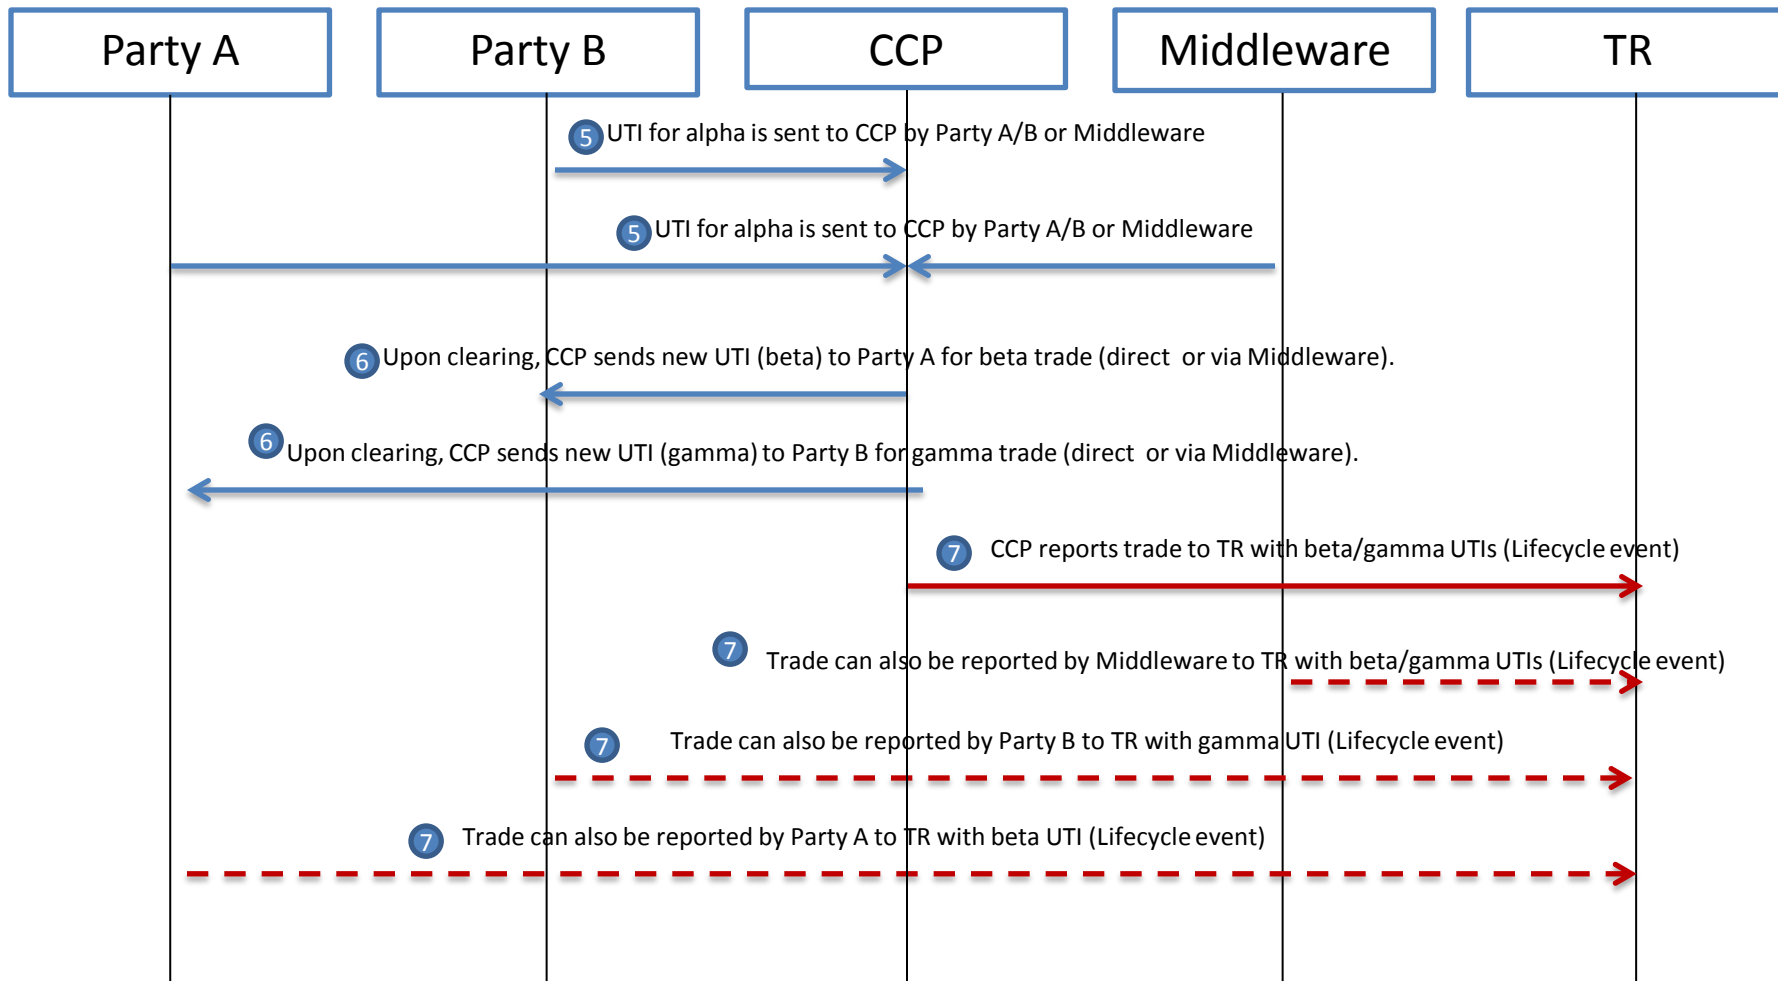 Party A
Party B
CCP
Middleware
TR
5 UTI for alpha is sent to CCP by Party A/B or Middleware
5 UTI for alpha is sent to CCP by Party A/B or Middleware
6 Upon clearing, CCP sends new UTI (beta) to Party A for beta trade (direct or via Middleware).
6 Upon clearing, CCP sends new UTI (gamma) to Party B for gamma trade (direct or via Middleware).
7 CCP reports trade to TR with beta/gamma UTIs (Lifecycle event)
7 Trade can also be reported by Middleware to TR with beta/gamma UTIs (Lifecycle event)
7 Trade can also be reported by Party B to TR with gamma UTI (Lifecycle event)
7 Trade can also be reported by Party A to TR with beta UTI (Lifecycle event)